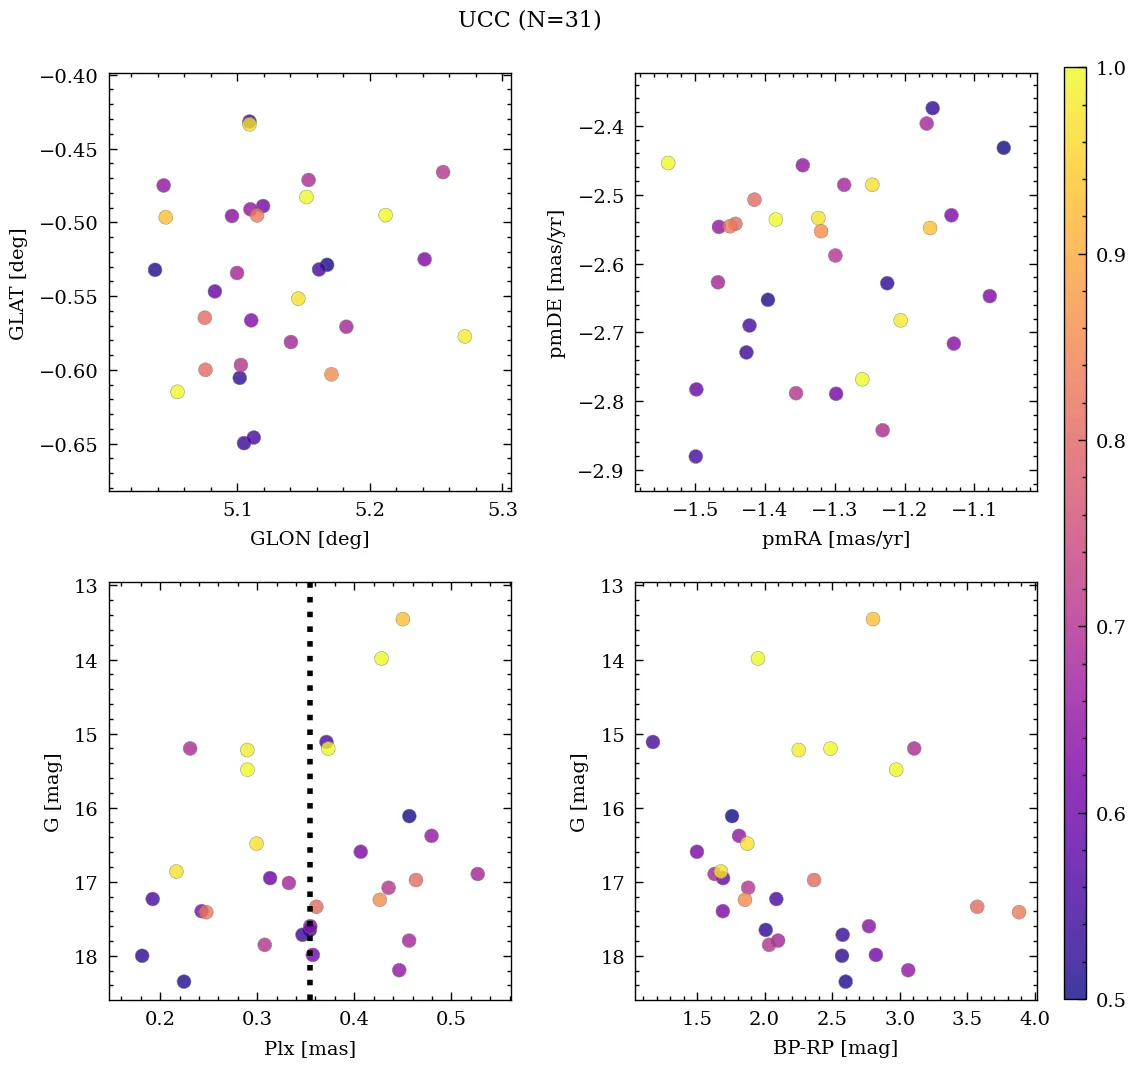 UCC (N=31)
−0.40
−0.45
−0.50
−0.55
−0.60
−0.65
GLAT [deg]
5.1 5.2 5.3
GLON [deg]
−2.4
−2.5
−2.6
−2.7
−2.8
−2.9
pmDE [mas/yr]
−1.5 −1.4 −1.3 −1.2 −1.1
pmRA [mas/yr]
13
14
15
16
17
18
G [mag]
0.2 0.3 0.4 0.5
Plx [mas]
13
14
15
16
17
18
G [mag]
1.5 2.0 2.5 3.0 3.5 4.0
BP-RP [mag]
1.0
0.9
0.8
0.7
0.6
0.5